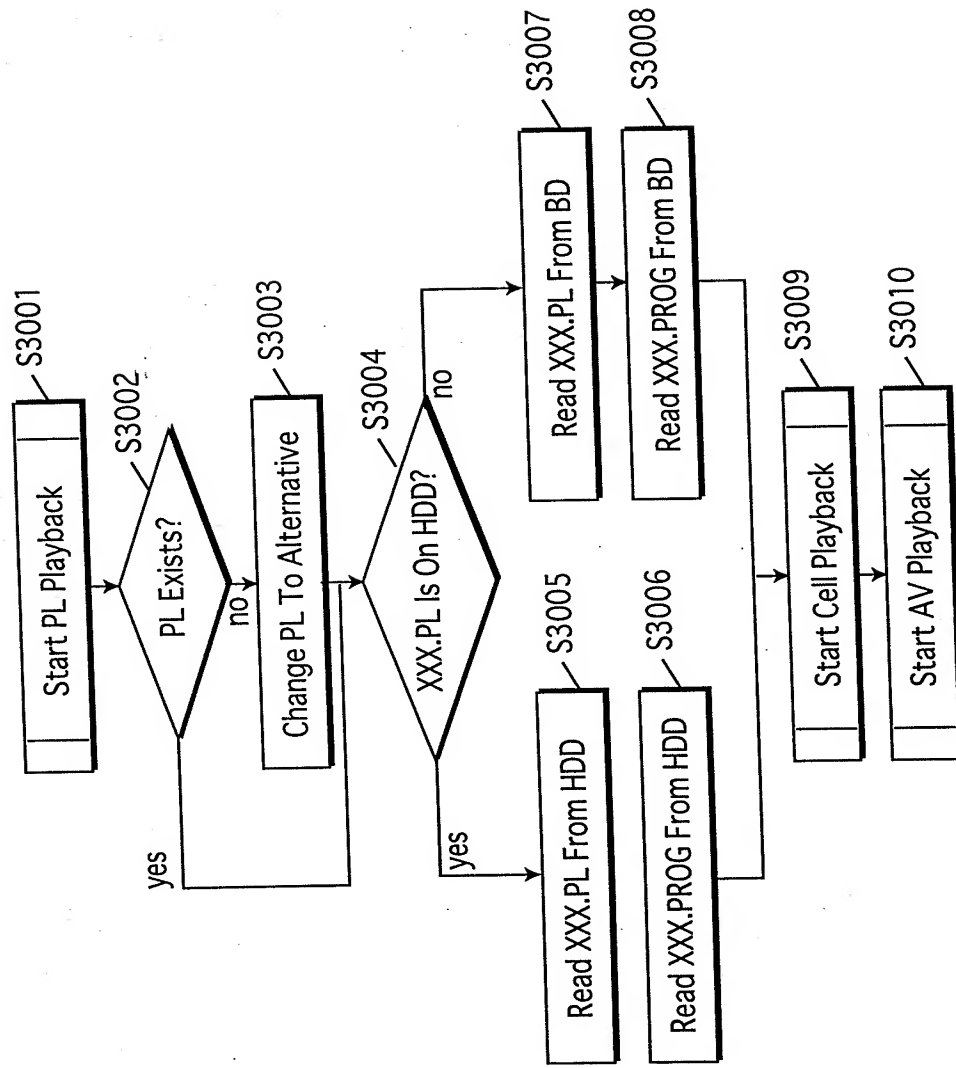 Start PL Playback
S3001
PL Exists?
S3002
yes
no
Change PL To Alternative
S3003
XXX.PL Is On HDD?
S3004
yes
no
Read XXX.PL From HDD
S3005
Read XXX.PL From BD
S3007
Read XXX.PROG From HDD
S3006
Read XXX.PROG From BD
S3008
Start Cell Playback
S3009
Start AV Playback
S3010